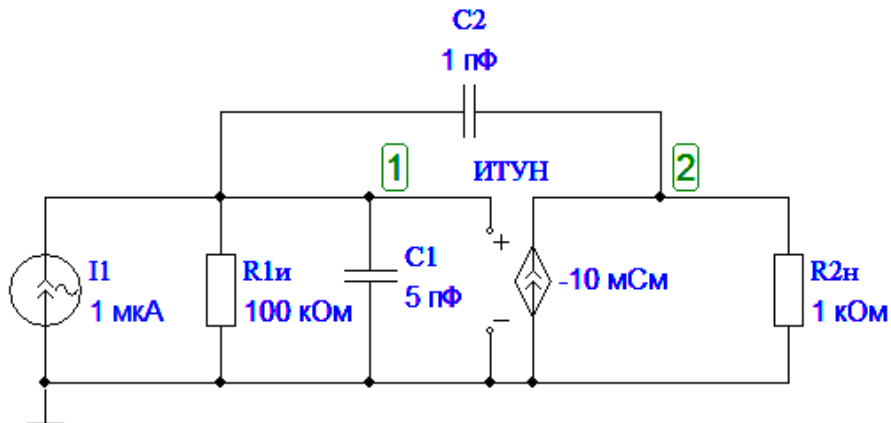 C2
1 пФ
1
ИТУН
2
I1
1 мкА
R1и
100 кОм
C1
5 пФ
+
−
-10 мСм
R2н
1 кОм